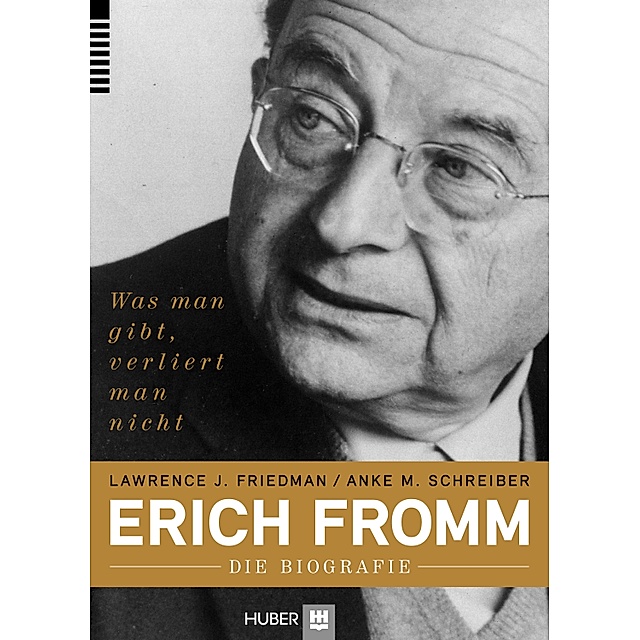 Was man
gibt,
verliert
man
nicht
LAWRENCE J. FRIEDMAN / ANKE M. SCHREIBER
ERICH FROMM
DIE BIOGRAFIE
HUBER